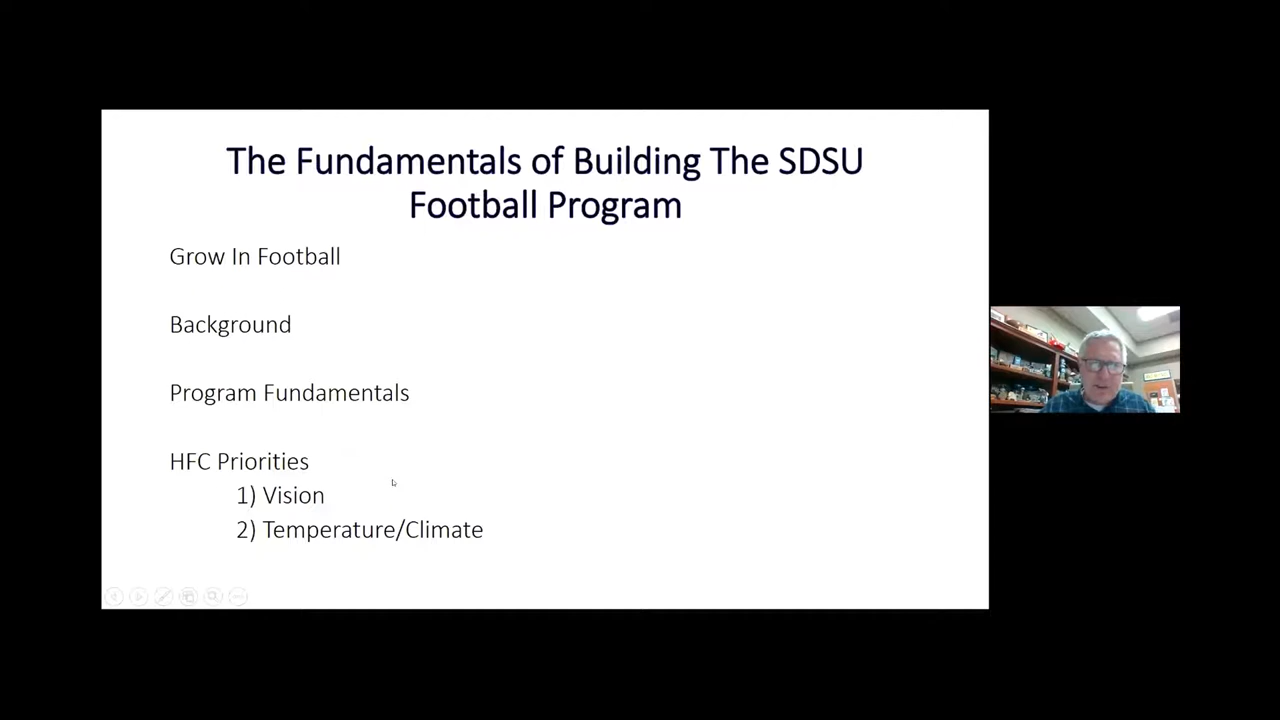 The Fundamentals of Building The SDSU
Football Program
Grow In Football
Background
Program Fundamentals
HFC Priorities
1) Vision
2) Temperature/Climate